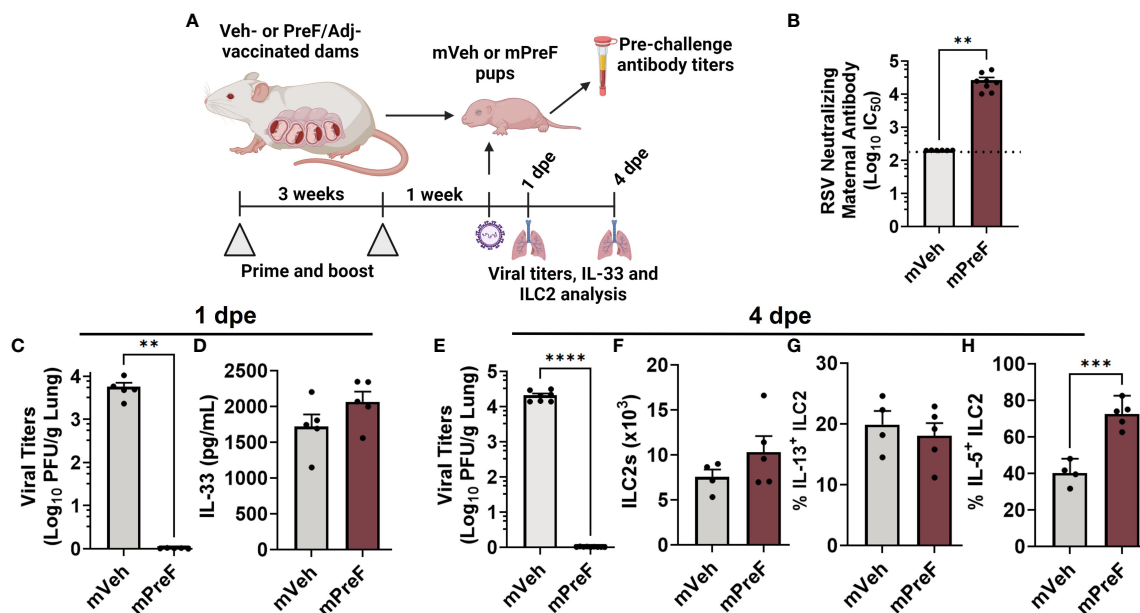 A
Veh- or PreF/Adj-
vaccinated dams
mVeh or mPreF
pups
Pre-challenge
antibody titers
3 weeks
1 week
1 dpe
4 dpe
Prime and boost
Viral titers, IL-33 and
ILC2 analysis
B
RSV Neutralizing
Maternal Antibody
(Log10 IC50)
**
5
4
3
2
1
0
mVeh
mPreF
1 dpe
C
Viral Titers
(Log10 PFU/g Lung)
**
4
3
2
1
0
mVeh
mPreF
D
IL-33 (pg/mL)
2500
2000
1500
1000
500
0
mVeh
mPreF
4 dpe
E
Viral Titers
(Log10 PFU/g Lung)
****
5
4
3
2
1
0
mVeh
mPreF
F
ILC2s (x10^3)
20
15
10
5
0
mVeh
mPreF
G
% IL-13+ ILC2
30
20
10
0
mVeh
mPreF
H
% IL-5+ ILC2
***
100
80
60
40
20
0
mVeh
mPreF